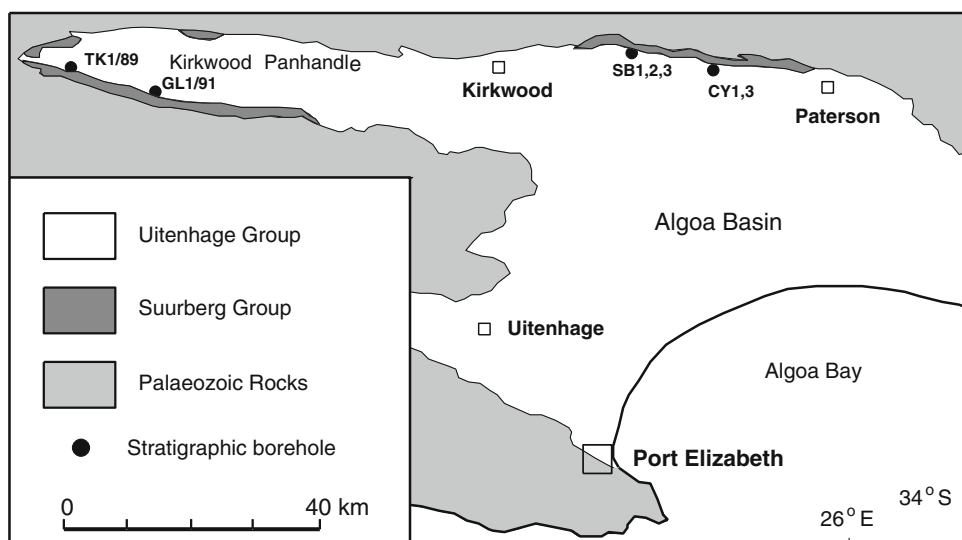 TK1/89
Kirkwood Panhandle
GL1/91
Kirkwood
SB1,2,3
CY1,3
Paterson
Algoa Basin
Uitenhage Group
Suurberg Group
Uitenhage
Palaeozoic Rocks
Algoa Bay
Stratigraphic borehole
Port Elizabeth
0 40 km
34° S
26° E